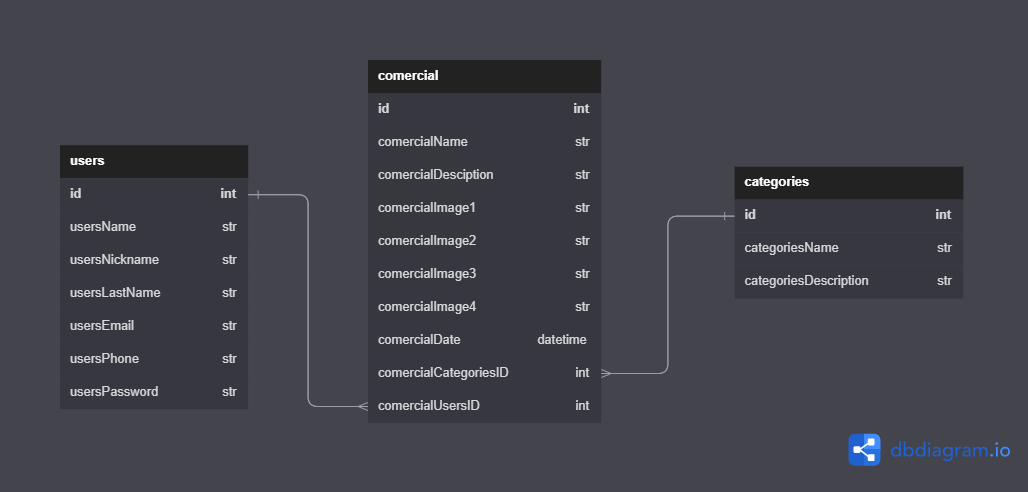 users
id int
usersName str
usersNickname str
usersLastName str
usersEmail str
usersPhone str
usersPassword str
comercial
id int
comercialName str
comercialDesciption str
comercialImage1 str
comercialImage2 str
comercialImage3 str
comercialImage4 str
comercialDate datetime
comercialCategoriesID int
comercialUsersID int
categories
id int
categoriesName str
categoriesDescription str
dbdiagram.io